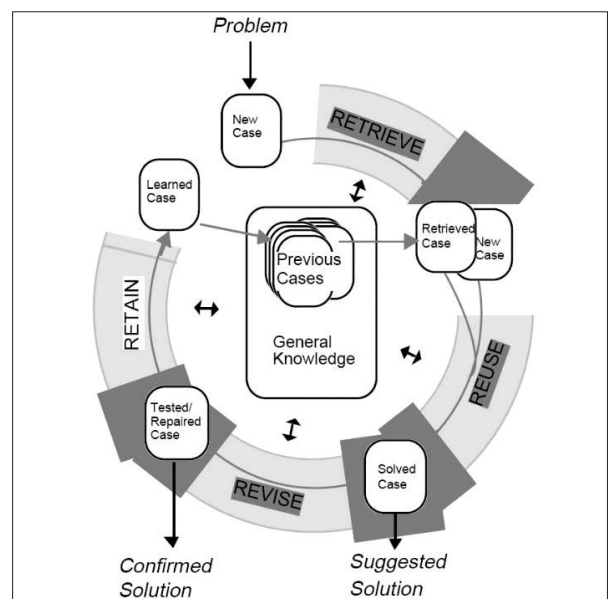 Problem
New
Case
RETRIEVE
Learned
Case
Retrieved
Case
New
Case
Previous
Cases
General
Knowledge
RETAIN
REUSE
Tested/
Repaired
Case
REVISE
Solved
Case
Confirmed
Solution
Suggested
Solution